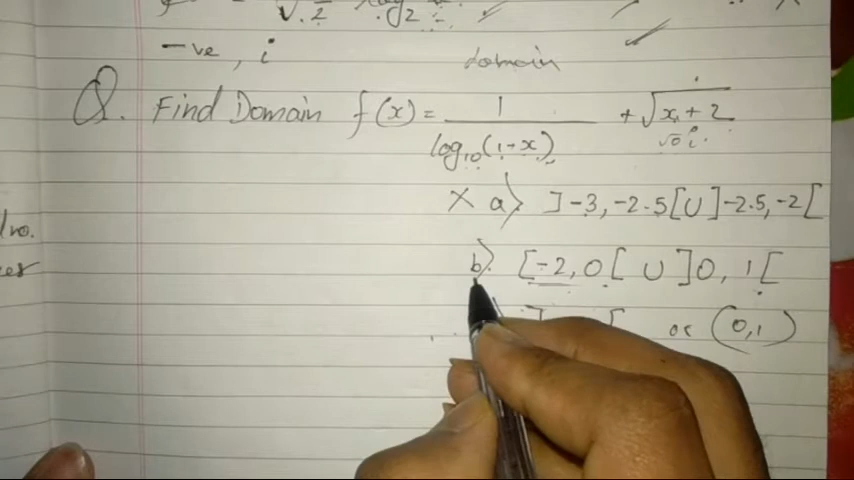 -ve, i domain
Q. Find Domain f(x) = 1 / log₁₀(1-x) + √x+2
√0 i
× a) ]-3, -2.5[ U ]-2.5, -2[
b) [-2, 0[ U ]0, 1[
] [ or (0,1)